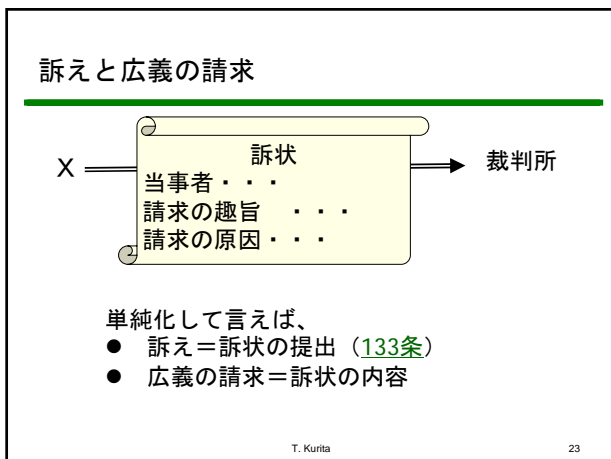 訴えと広義の請求
訴状
X
裁判所
当事者・・・
請求の趣旨　・・・
請求の原因・・・
単純化して言えば、
● 訴え＝訴状の提出（133条）
● 広義の請求＝訴状の内容
T. Kurita
23